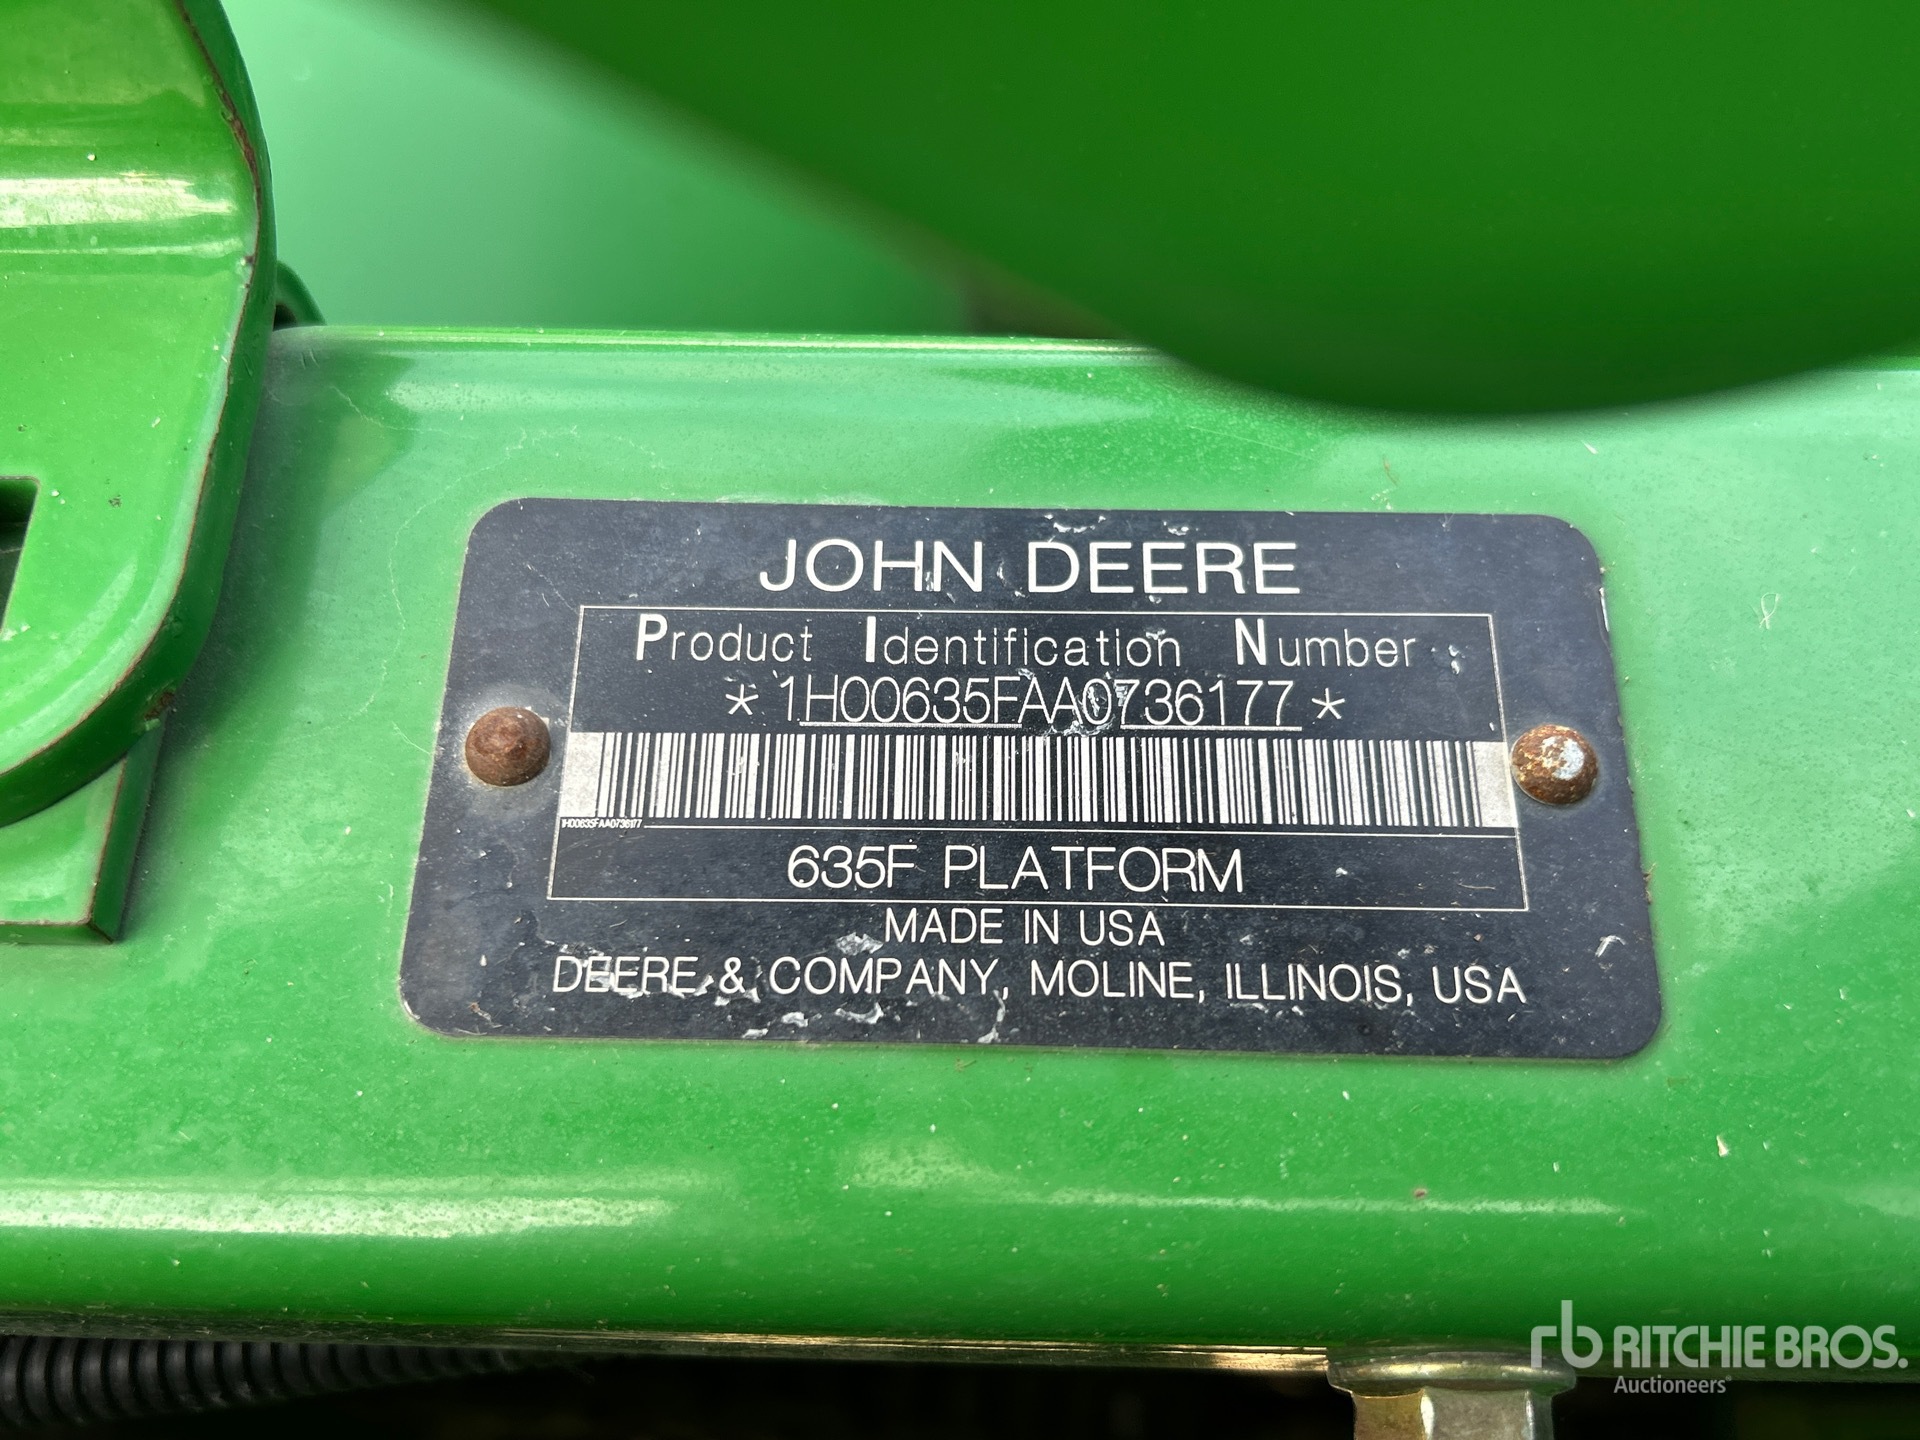 JOHN DEERE
Product Identification Number
*1H00635FAA0736177*
1H00635FAA0736177
635F PLATFORM
MADE IN USA
DEERE & COMPANY, MOLINE, ILLINOIS, USA
rb RITCHIE BROS.
Auctioneers